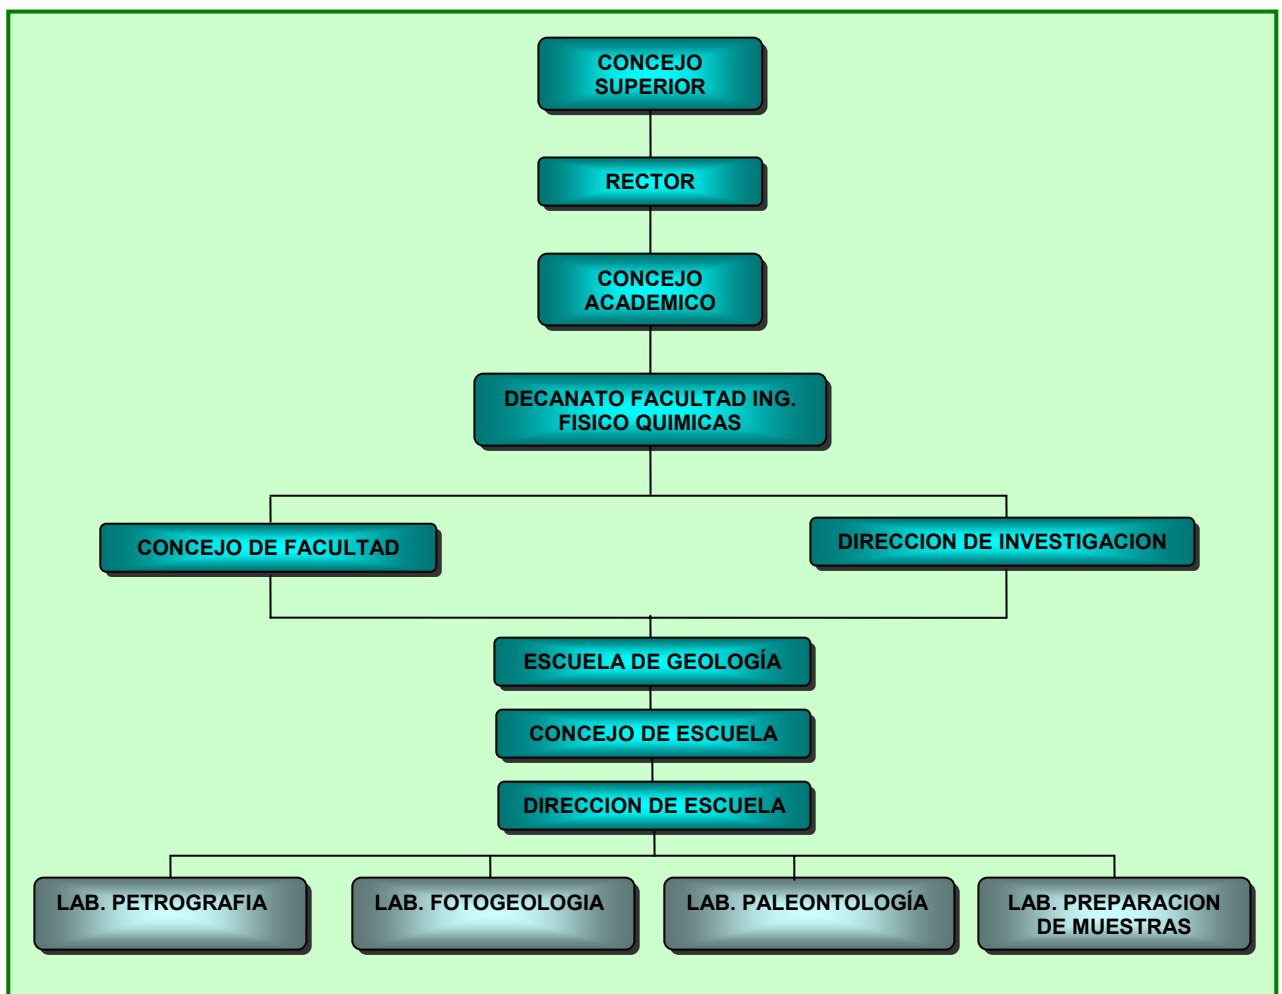 CONCEJO
SUPERIOR
RECTOR
CONCEJO
ACADEMICO
DECANATO FACULTAD ING.
FISICO QUIMICAS
CONCEJO DE FACULTAD
DIRECCION DE INVESTIGACION
ESCUELA DE GEOLOGÍA
CONCEJO DE ESCUELA
DIRECCION DE ESCUELA
LAB. PETROGRAFIA
LAB. FOTOGEOLOGIA
LAB. PALEONTOLOGÍA
LAB. PREPARACION
DE MUESTRAS